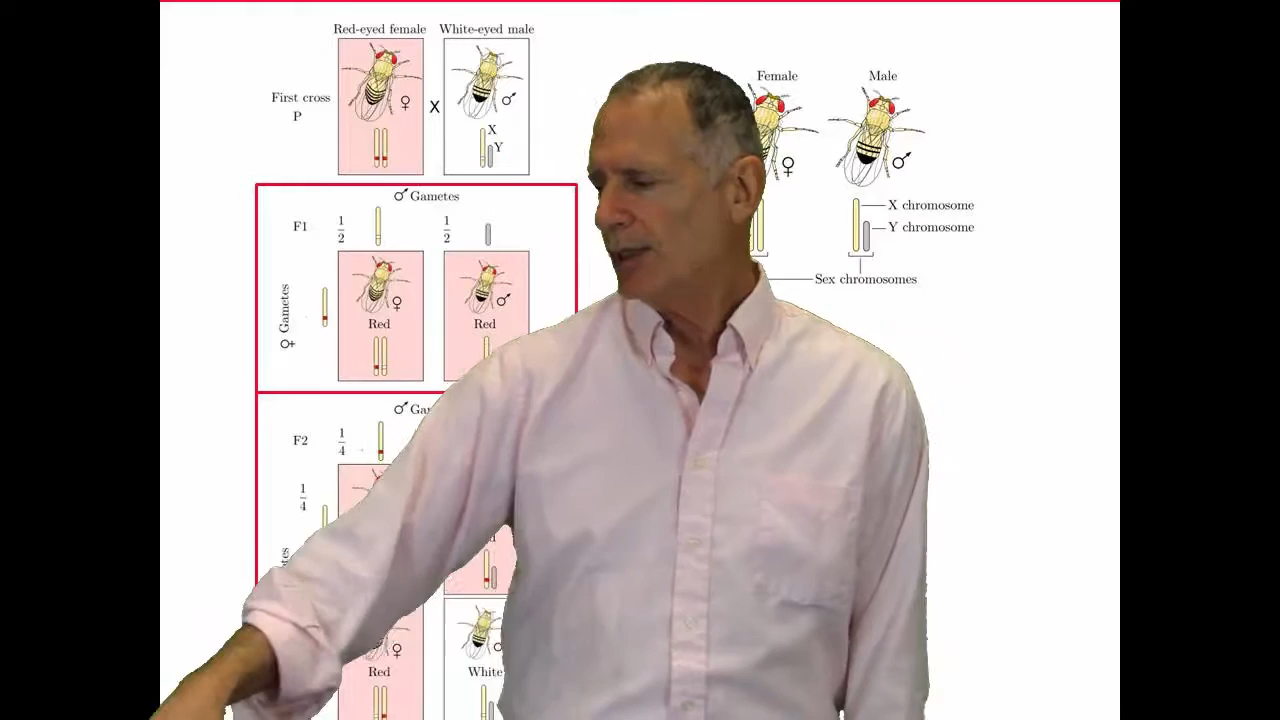 Red-eyed female White-eyed male
First cross
P
♀ X ♂
X
Y
Female Male
♀ ♂
X chromosome
Y chromosome
Sex chromosomes
♂ Gametes
F1 1/2 1/2
♀ Gametes
♀ ♂
Red Red
♂
F2 1/4
1/4
♀
Red White